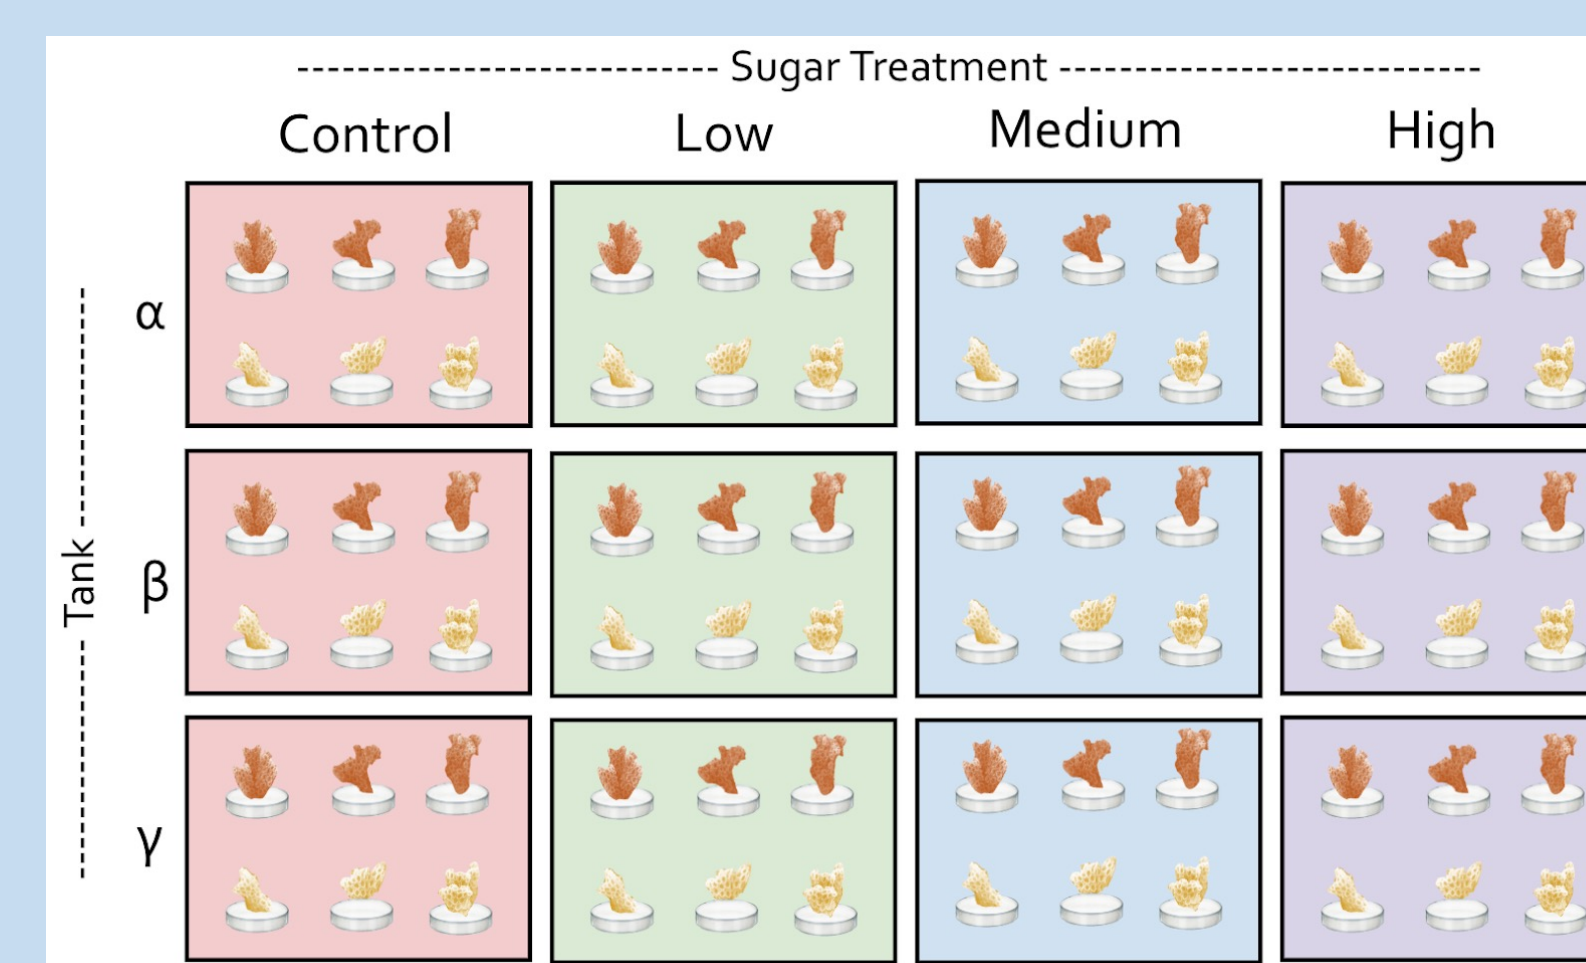 Sugar Treatment
Control Low Medium High
Tank
α
β
γ